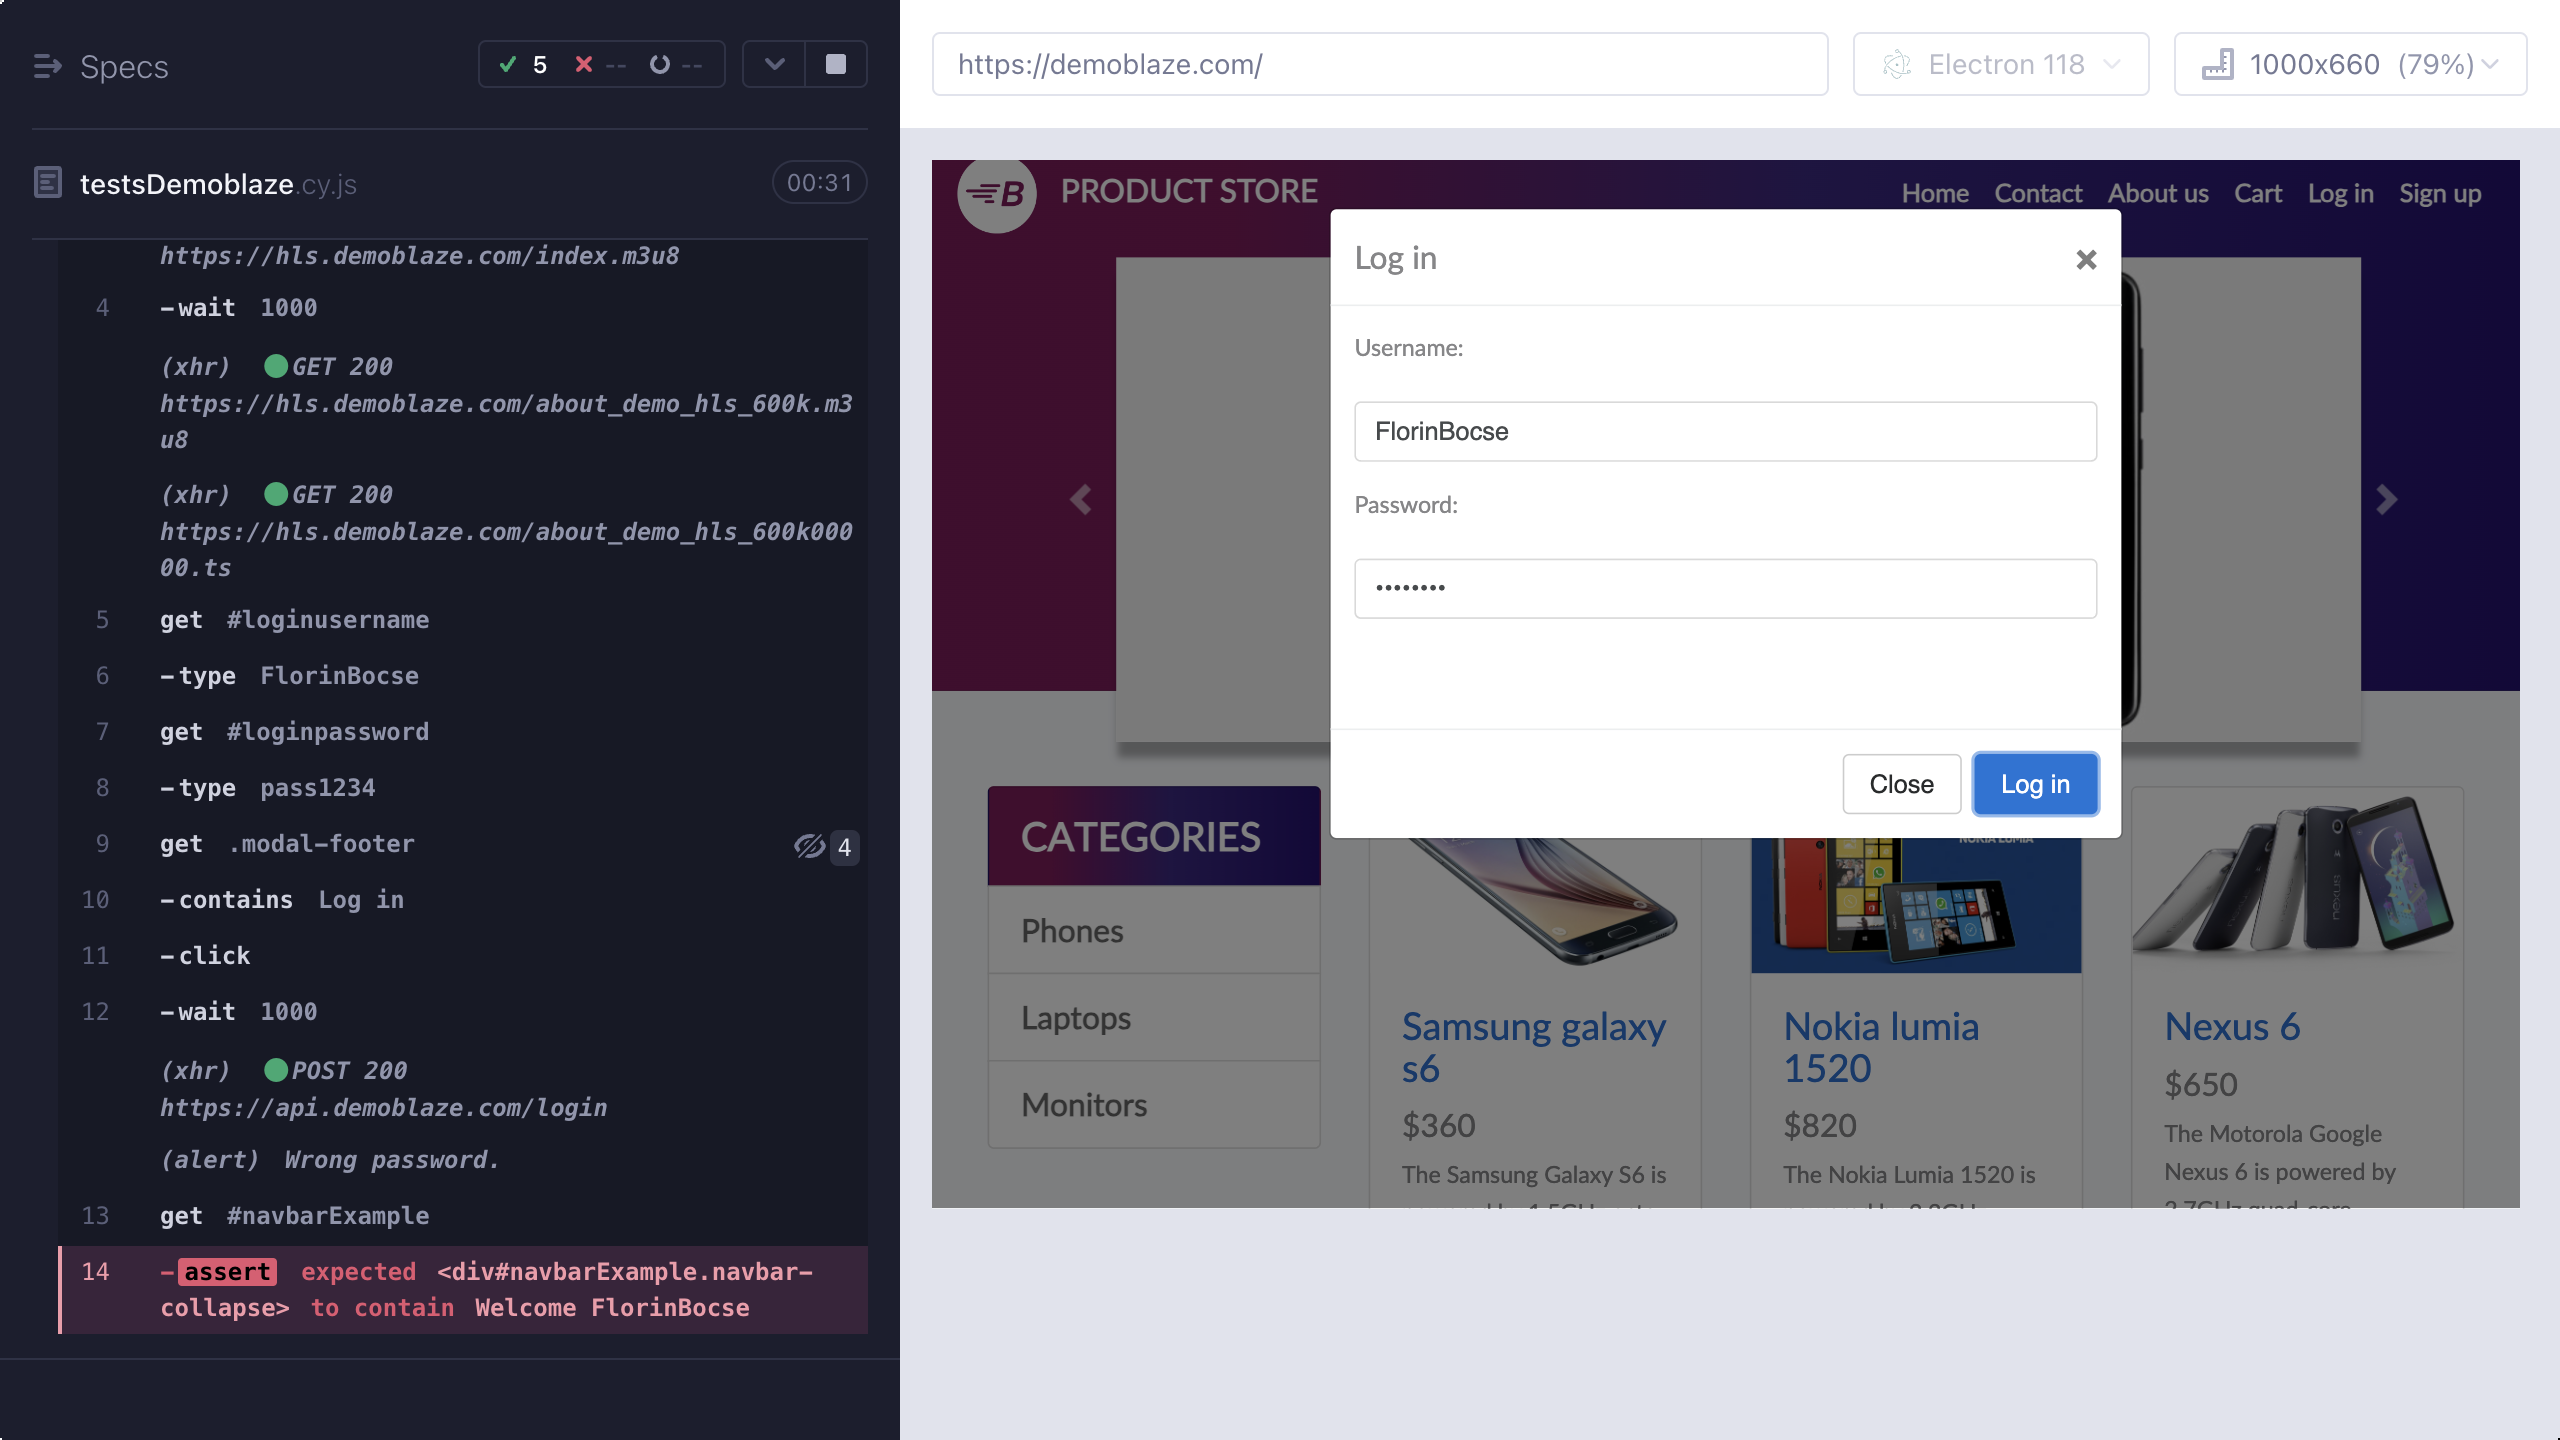 Specs
5 -- --
testsDemoblaze.cy.js
00:31
https://hls.demoblaze.com/index.m3u8
4 -wait 1000
(xhr) GET 200
https://hls.demoblaze.com/about_demo_hls_600k.m3
u8
(xhr) GET 200
https://hls.demoblaze.com/about_demo_hls_600k000
00.ts
5 get #loginusername
6 -type FlorinBocse
7 get #loginpassword
8 -type pass1234
9 get .modal-footer 4
10 -contains Log in
11 -click
12 -wait 1000
(xhr) POST 200
https://api.demoblaze.com/login
(alert) Wrong password.
13 get #navbarExample
14 -assert expected <div#navbarExample.navbar-
collapse> to contain Welcome FlorinBocse
https://demoblaze.com/
Electron 118
1000x660 (79%)
B PRODUCT STORE
Home Contact About us Cart Log in Sign up
Log in
Username:
FlorinBocse
Password:
••••••••
Close Log in
CATEGORIES
Phones
Laptops
Monitors
Samsung galaxy
s6
$360
The Samsung Galaxy S6 is
Nokia lumia
1520
$820
The Nokia Lumia 1520 is
nexus
Nexus 6
$650
The Motorola Google
Nexus 6 is powered by